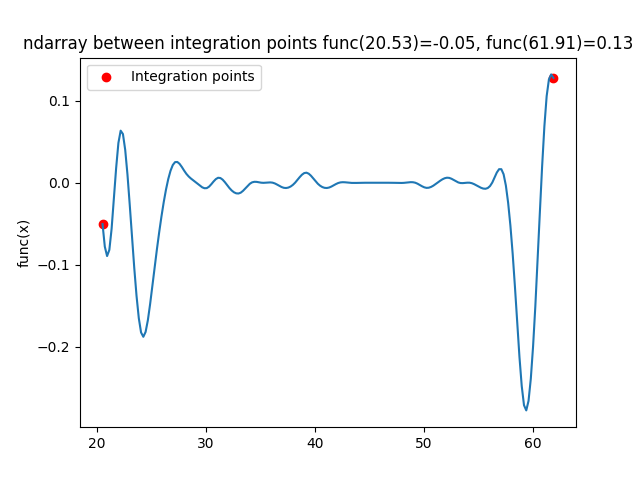 ndarray between integration points func(20.53)=-0.05, func(61.91)=0.13
Integration points
func(x)
0.1
0.0
−0.1
−0.2
20 30 40 50 60